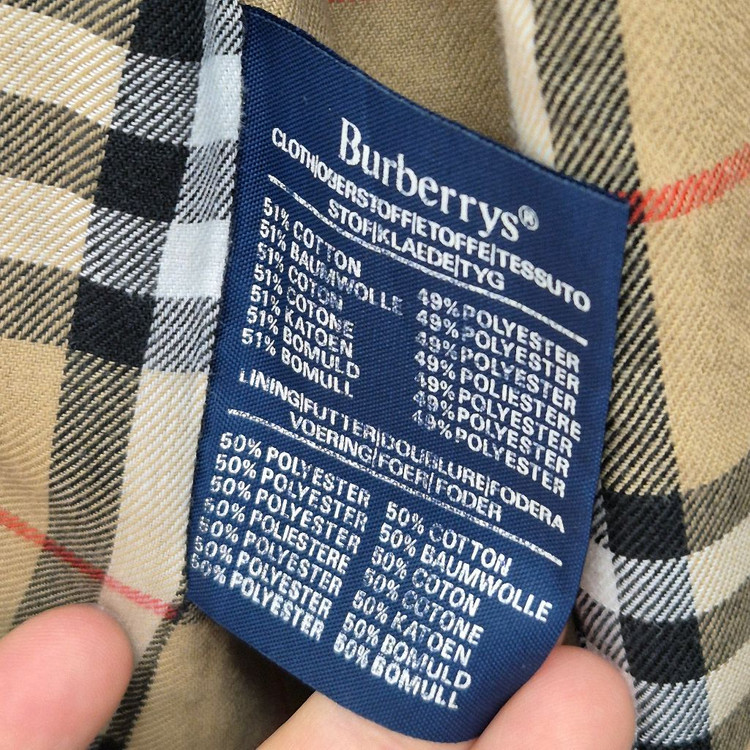 Burberrys®
CLOTH|OBERSTOFF|ETOFFE|TESSUTO
STOF|KLAEDE|TYG
51% COTTON 49% POLYESTER
51% BAUMWOLLE 49% POLYESTER
51% COTON 49% POLYESTER
51% COTONE 49% POLIESTERE
51% KATOEN 49% POLYESTER
51% BOMULD 49% POLYESTER
51% BOMULL 49% POLYESTER
LINING|FUTTER|DOUBLURE|FODERA
VOERING|FOER|FODER
50% POLYESTER 50% COTTON
50% POLYESTER 50% BAUMWOLLE
50% POLYESTER 50% COTON
50% POLIESTERE 50% COTONE
50% POLYESTER 50% KATOEN
50% POLYESTER 50% BOMULD
50% POLYESTER 50% BOMULL